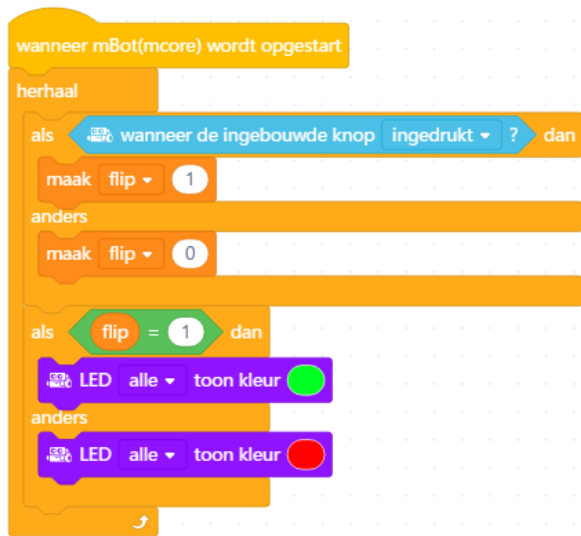 wanneer mBot(mcore) wordt opgestart
herhaal
als wanneer de ingebouwde knop ingedrukt ? dan
maak flip 1
anders
maak flip 0
als flip = 1 dan
LED alle toon kleur
anders
LED alle toon kleur